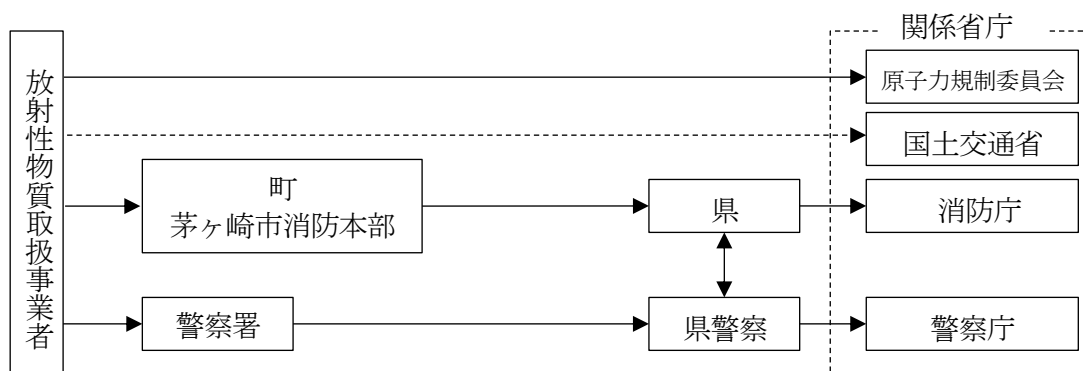 関係省庁
放射性物質取扱事業者
原子力規制委員会
国土交通省
町
茅ヶ崎市消防本部
県
消防庁
警察署
県警察
警察庁